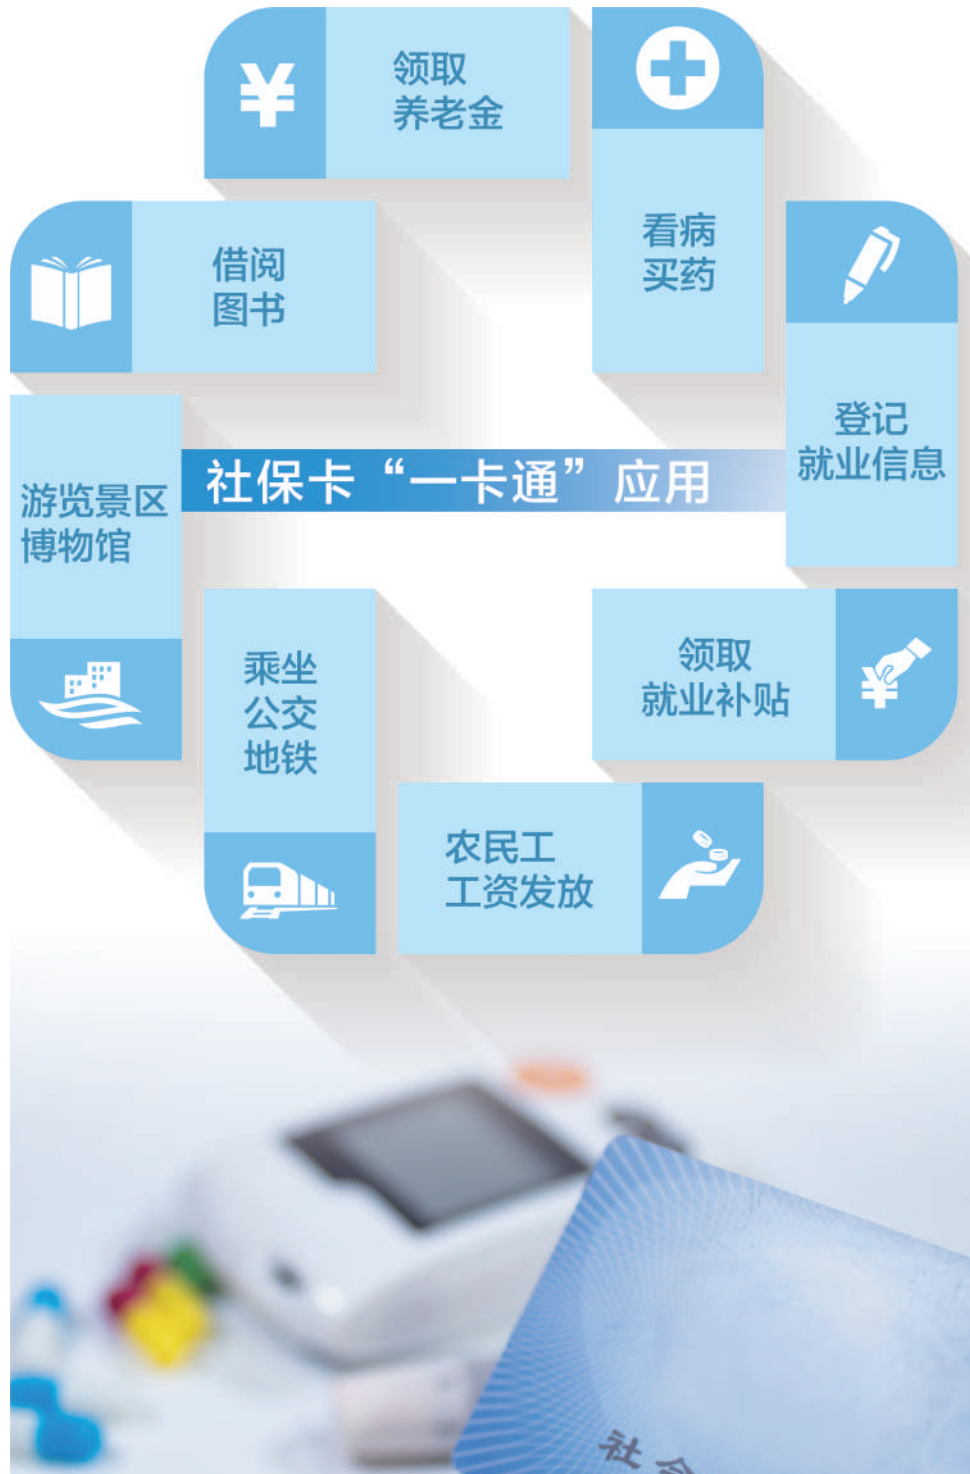 领取
养老金
看病
买药
借阅
图书
登记
就业信息
社保卡“一卡通”应用
游览景区
博物馆
领取
就业补贴
乘坐
公交
地铁
农民工
工资发放
社会